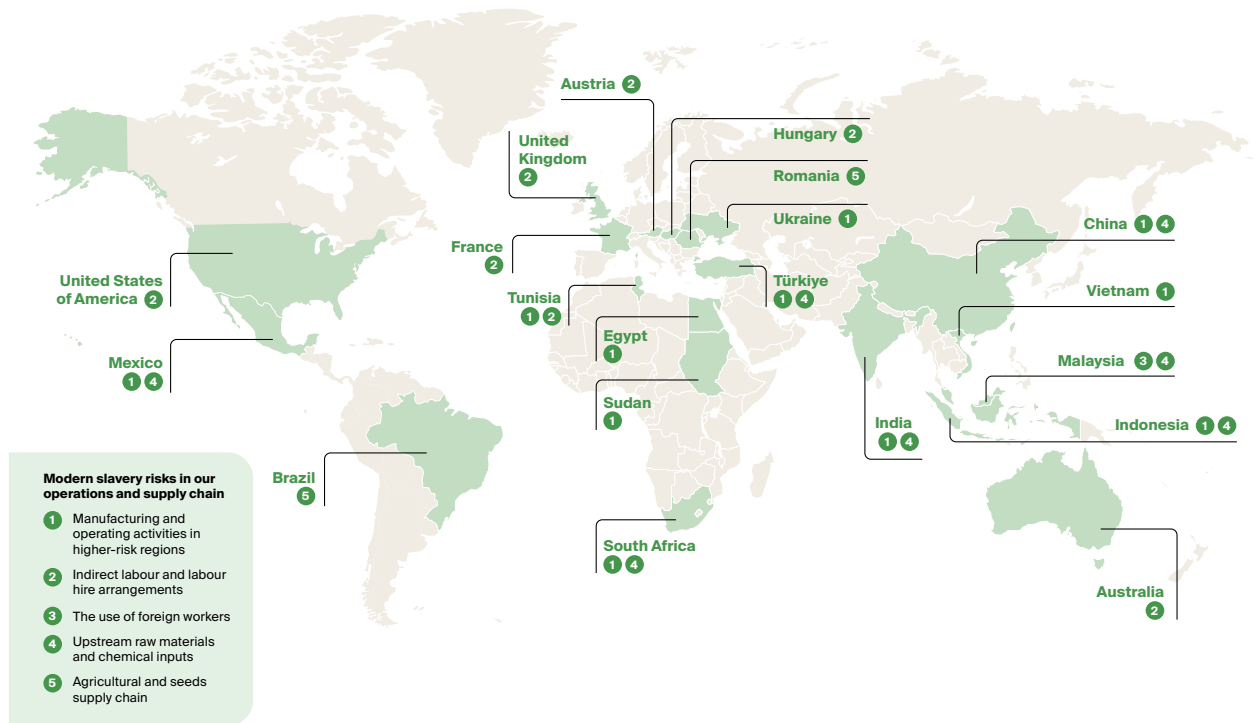 Austria 2
Hungary 2
United
Kingdom
2
Romania 5
Ukraine 1
China 1 4
France
2
United States
of America 2
Tunisia
1 2
Türkiye
1 4
Vietnam 1
Egypt
1
Mexico
1 4
Malaysia 3 4
Sudan
1
India
1 4
Indonesia 1 4
Brazil
5
South Africa
1 4
Australia
2
Modern slavery risks in our
operations and supply chain
1 Manufacturing and
operating activities in
higher-risk regions
2 Indirect labour and labour
hire arrangements
3 The use of foreign workers
4 Upstream raw materials
and chemical inputs
5 Agricultural and seeds
supply chain